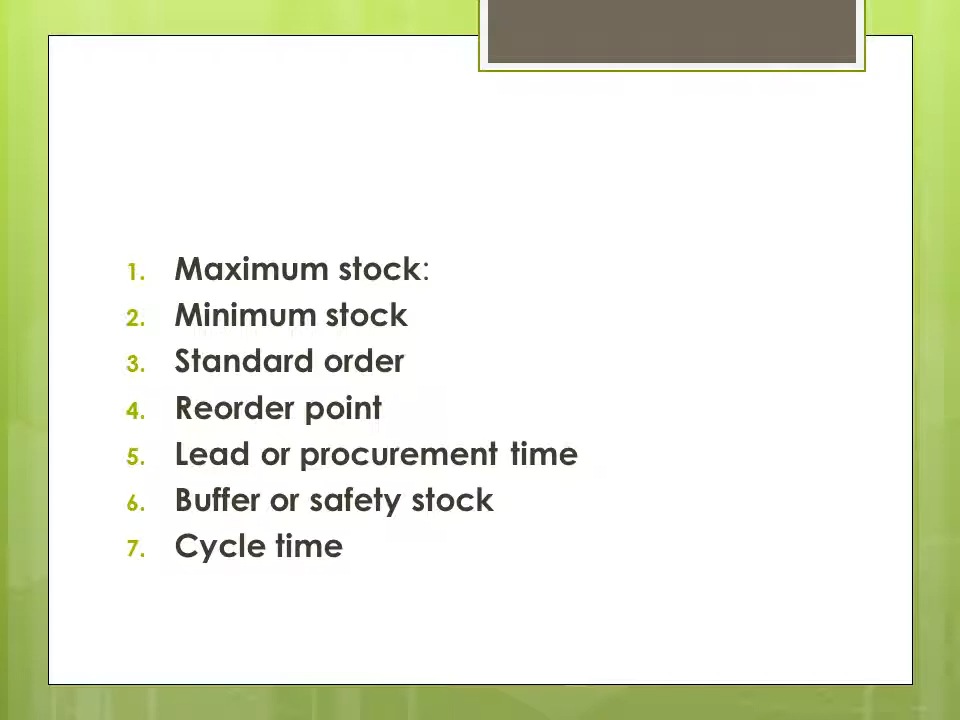 1. Maximum stock:
2. Minimum stock
3. Standard order
4. Reorder point
5. Lead or procurement time
6. Buffer or safety stock
7. Cycle time